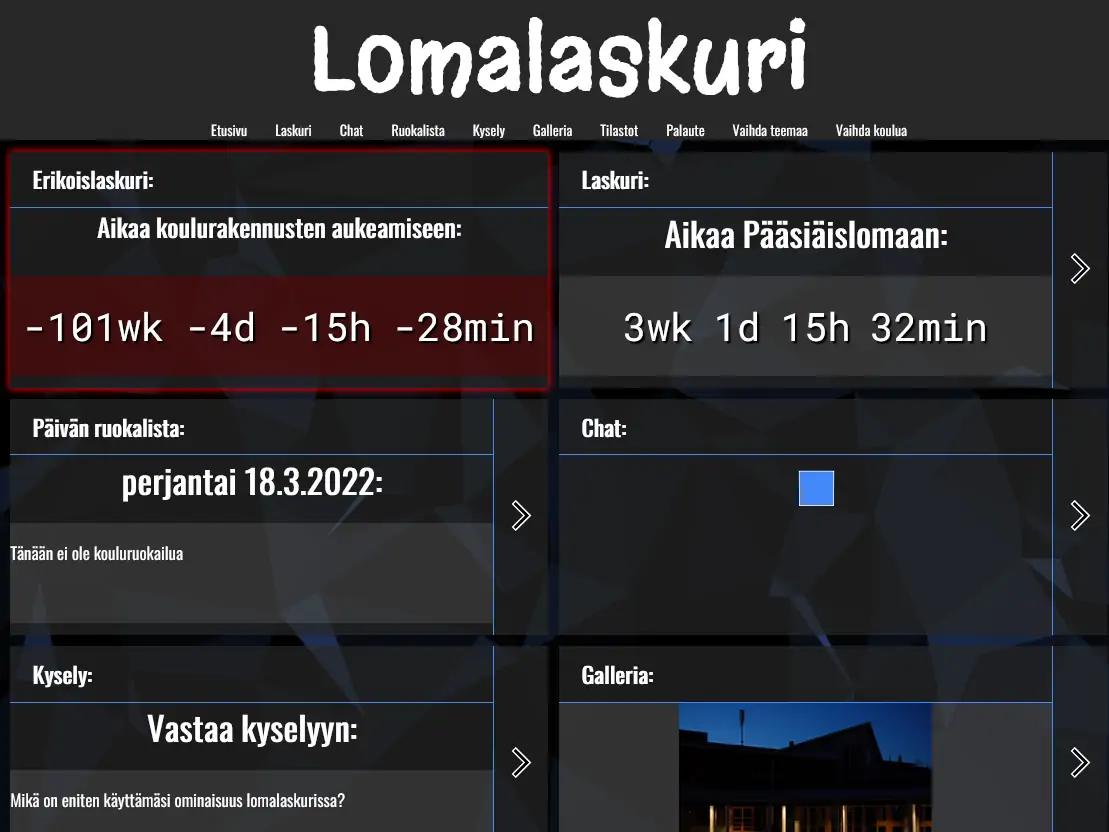 Lomalaskuri
Etusivu Laskuri Chat Ruokalista Kysely Galleria Tilastot Palaute Vaihda teemaa Vaihda koulua
Erikoislaskuri:
Aikaa koulurakennusten aukeamiseen:
-101wk -4d -15h -28min
Laskuri:
Aikaa Pääsiäislomaan:
3wk 1d 15h 32min
Päivän ruokalista:
perjantai 18.3.2022:
Tänään ei ole kouluruokailua
Chat:
Kysely:
Vastaa kyselyyn:
Mikä on eniten käyttämäsi ominaisuus lomalaskurissa?
Galleria: